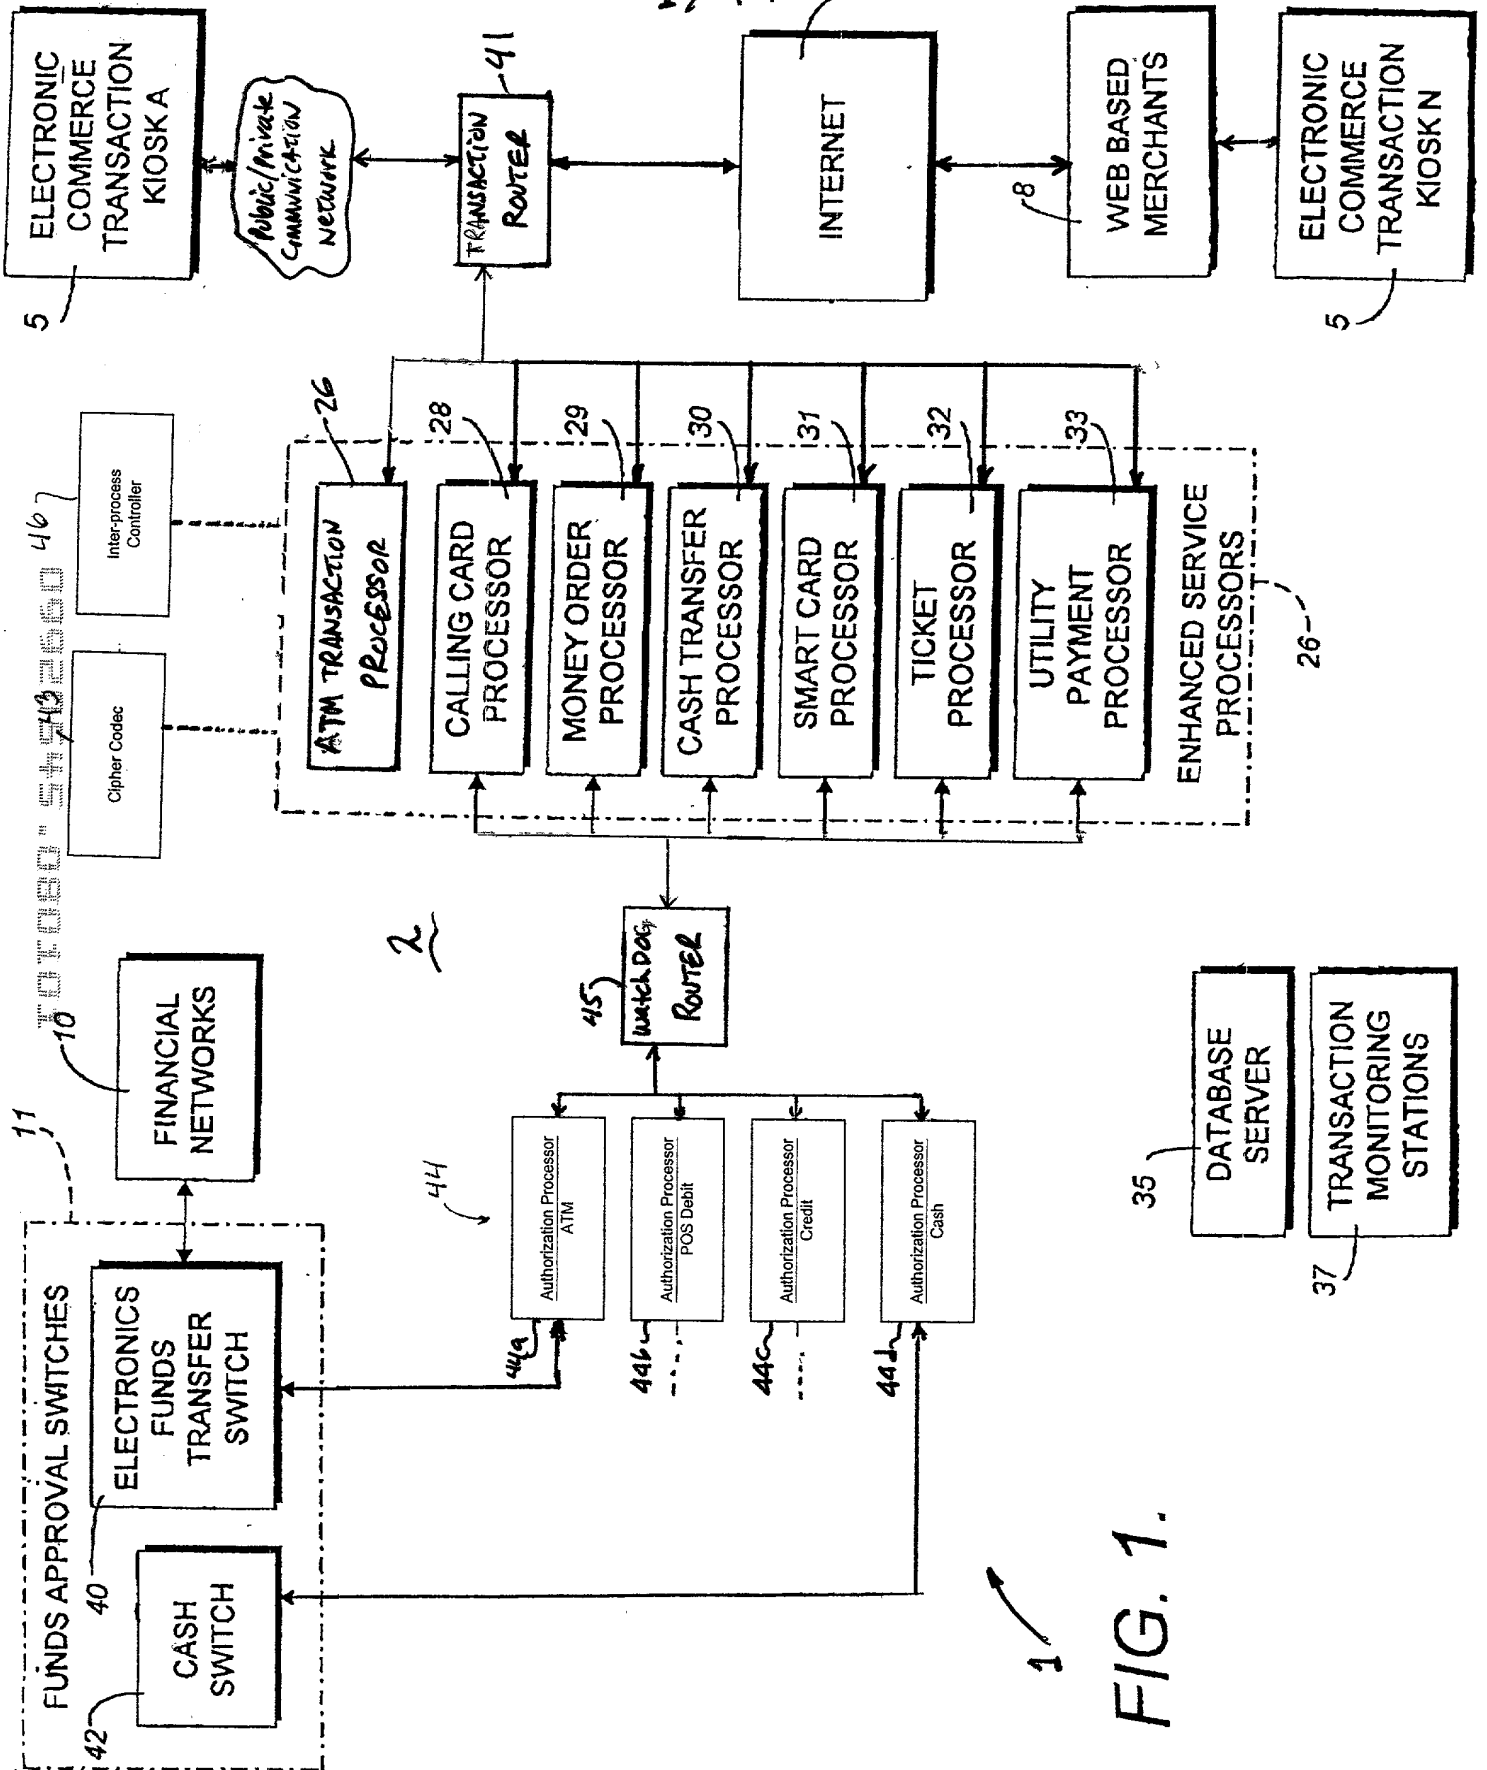 FUNDS APPROVAL SWITCHES
11
42
CASH
SWITCH
40
ELECTRONICS
FUNDS
TRANSFER
SWITCH
10
FINANCIAL
NETWORKS
43
Cipher Codec
46
Inter-process
Controller
5
ELECTRONIC
COMMERCE
TRANSACTION
KIOSK A
Public/Private
COMMUNICATION
NETWORK
41
TRANSACTION
ROUTER
INTERNET
8
WEB BASED
MERCHANTS
5
ELECTRONIC
COMMERCE
TRANSACTION
KIOSK N
26
ATM TRANSACTION
PROCESSOR
28
CALLING CARD
PROCESSOR
29
MONEY ORDER
PROCESSOR
30
CASH TRANSFER
PROCESSOR
31
SMART CARD
PROCESSOR
32
TICKET
PROCESSOR
33
UTILITY
PAYMENT
PROCESSOR
ENHANCED SERVICE
PROCESSORS
26
2
45
WatchDOG
ROUTER
44
44a
Authorization Processor
ATM
44b
Authorization Processor
POS Debit
44c
Authorization Processor
Credit
44d
Authorization Processor
Cash
35
DATABASE
SERVER
37
TRANSACTION
MONITORING
STATIONS
1
FIG. 1.